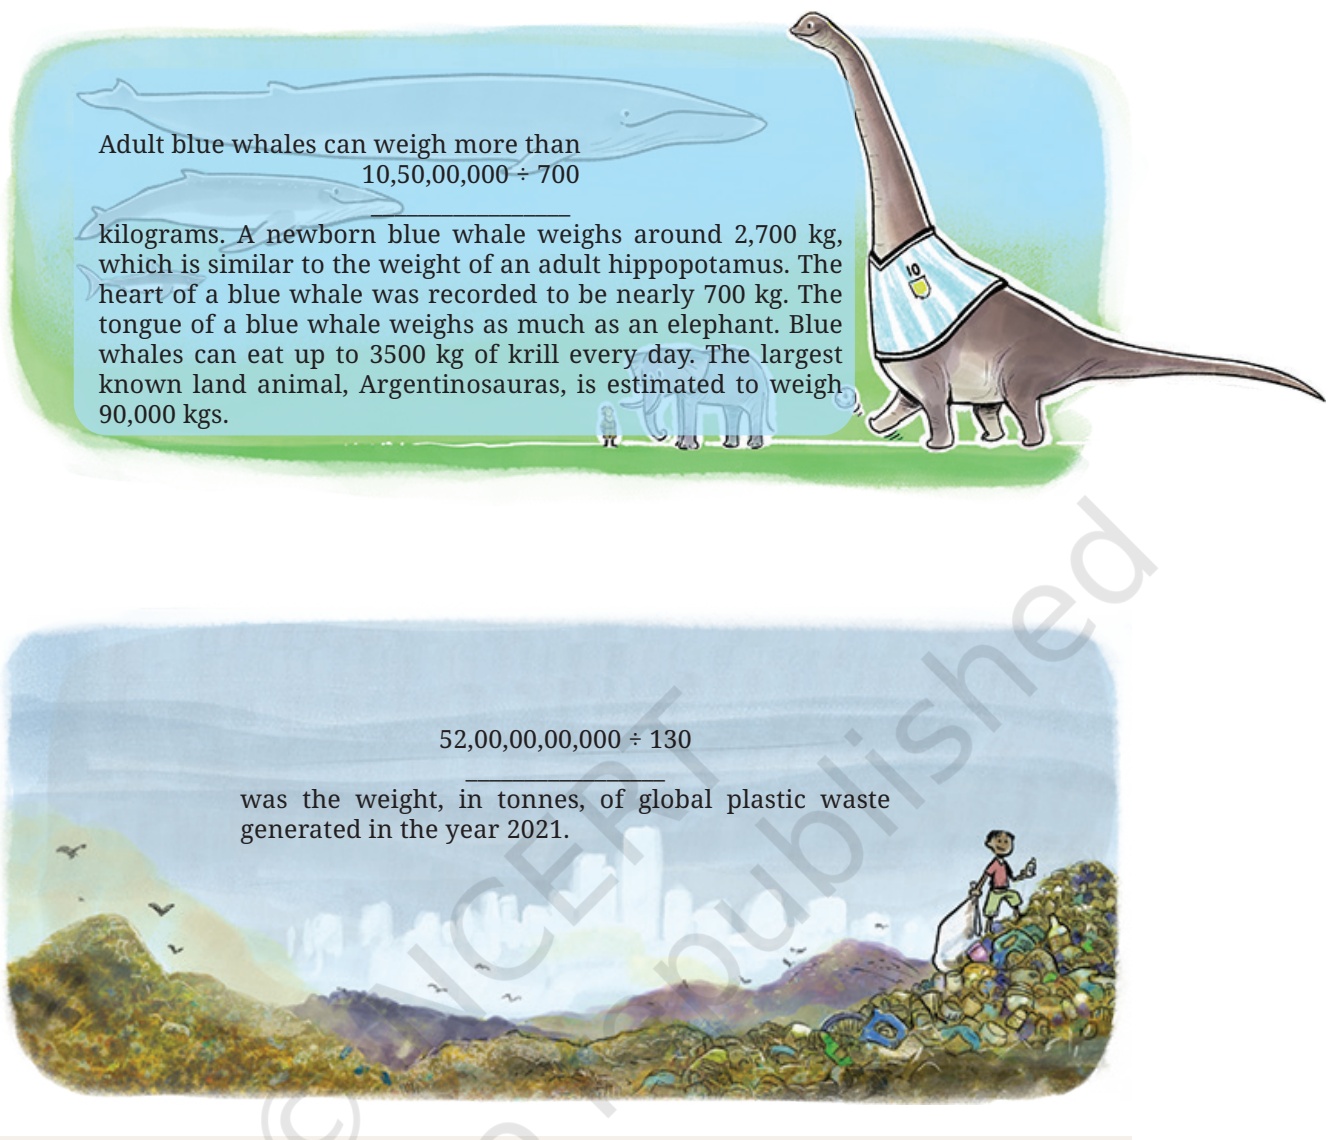 Adult blue whales can weigh more than
10,50,00,000 ÷ 700
_______________
kilograms. A newborn blue whale weighs around 2,700 kg,
which is similar to the weight of an adult hippopotamus. The
heart of a blue whale was recorded to be nearly 700 kg. The
tongue of a blue whale weighs as much as an elephant. Blue
whales can eat up to 3500 kg of krill every day. The largest
known land animal, Argentinosauras, is estimated to weigh
90,000 kgs.
10
52,00,00,00,000 ÷ 130
_______________
was the weight, in tonnes, of global plastic waste
generated in the year 2021.
© NCERT
published